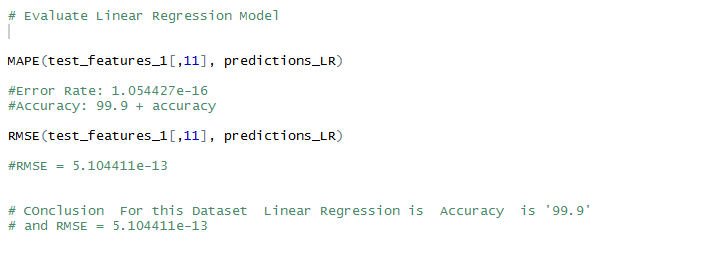 # Evaluate Linear Regression Model
MAPE(test_features_1[,11], predictions_LR)
#Error Rate: 1.054427e-16
#Accuracy: 99.9 + accuracy
RMSE(test_features_1[,11], predictions_LR)
#RMSE = 5.104411e-13
# COnclusion  For this Dataset  Linear Regression is  Accuracy  is '99.9'
# and RMSE = 5.104411e-13